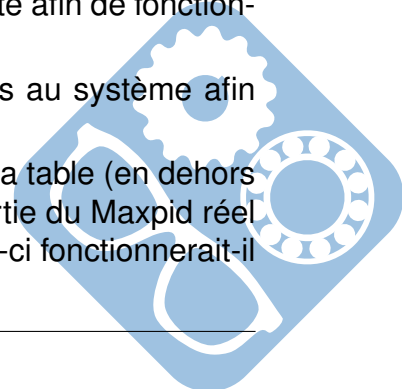 te afin de fonction-
s au système afin
a table (en dehors
rtie du Maxpid réel
-ci fonctionnerait-il